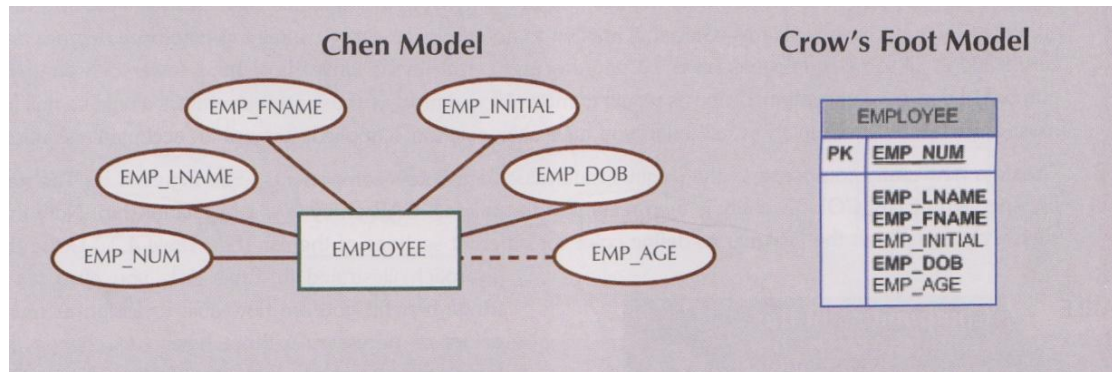 Chen Model
Crow's Foot Model
EMP_FNAME
EMP_INITIAL
EMP_LNAME
EMP_DOB
EMP_NUM
EMPLOYEE
EMP_AGE
EMPLOYEE
PK EMP_NUM
EMP_LNAME
EMP_FNAME
EMP_INITIAL
EMP_DOB
EMP_AGE